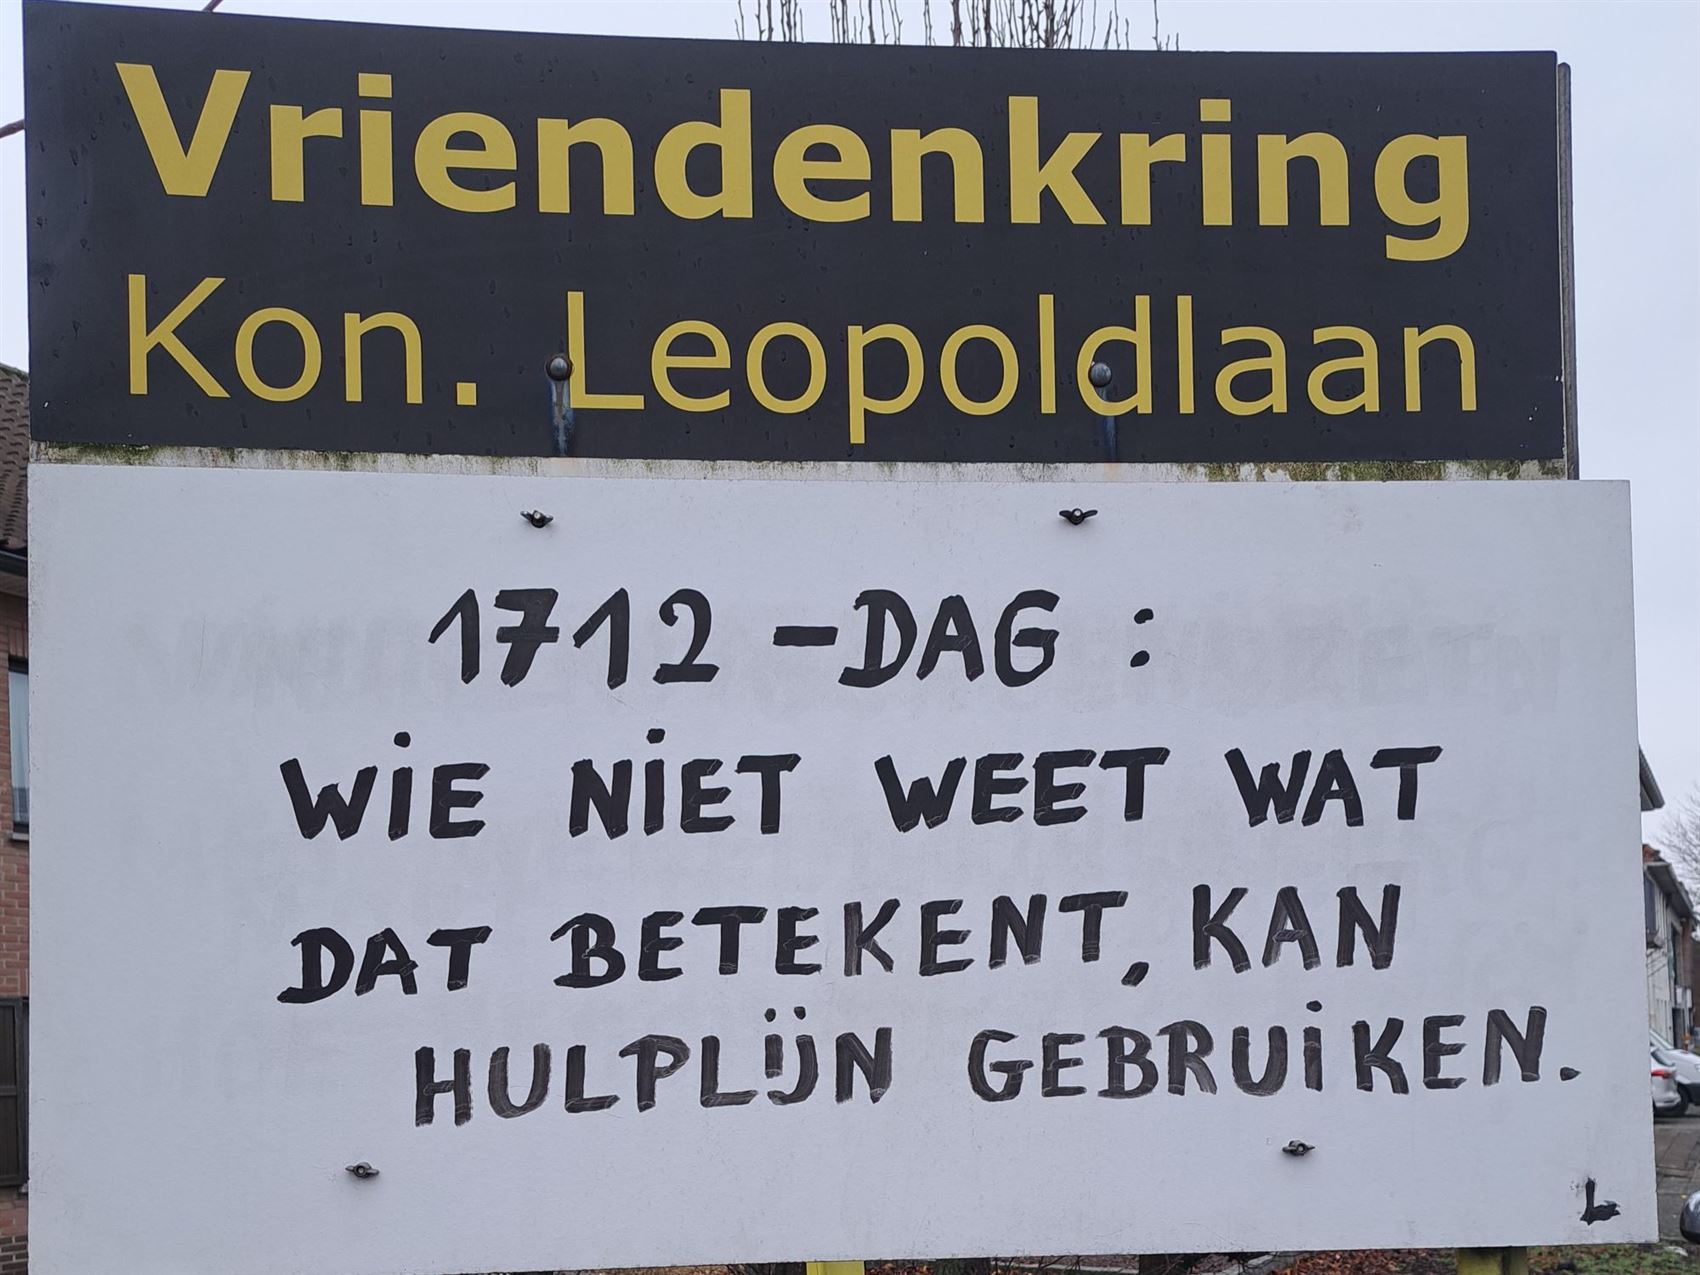 Vriendenkring
Kon. Leopoldlaan
1712 - DAG :
WiE NiET WEET WAT
DAT BETEKENT, KAN
HULPLIJN GEBRUiKEN.
L